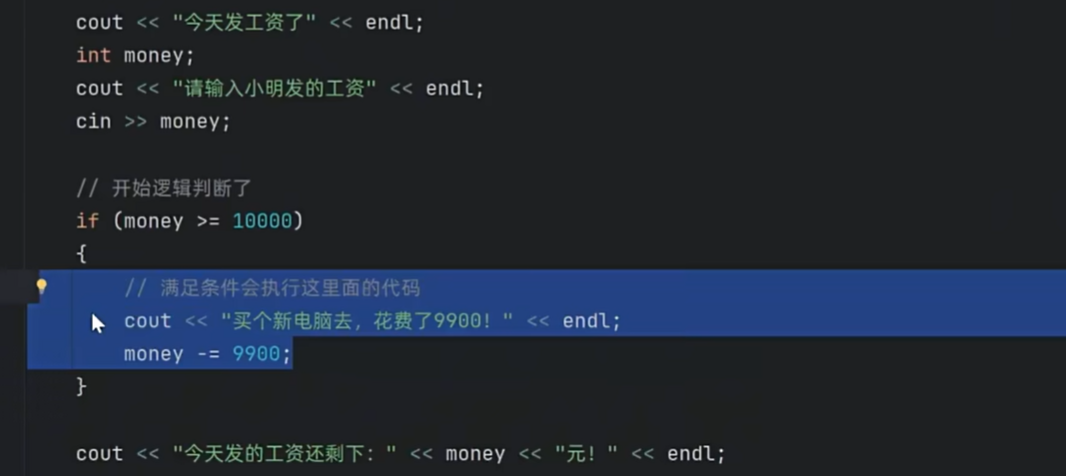 cout << "今天发工资了" << endl;
int money;
cout << "请输入小明发的工资" << endl;
cin >> money;
// 开始逻辑判断了
if (money >= 10000)
{
// 满足条件会执行这里面的代码
cout << "买个新电脑去，花费了9900！" << endl;
money -= 9900;
}
cout << "今天发的工资还剩下：" << money << "元！" << endl;